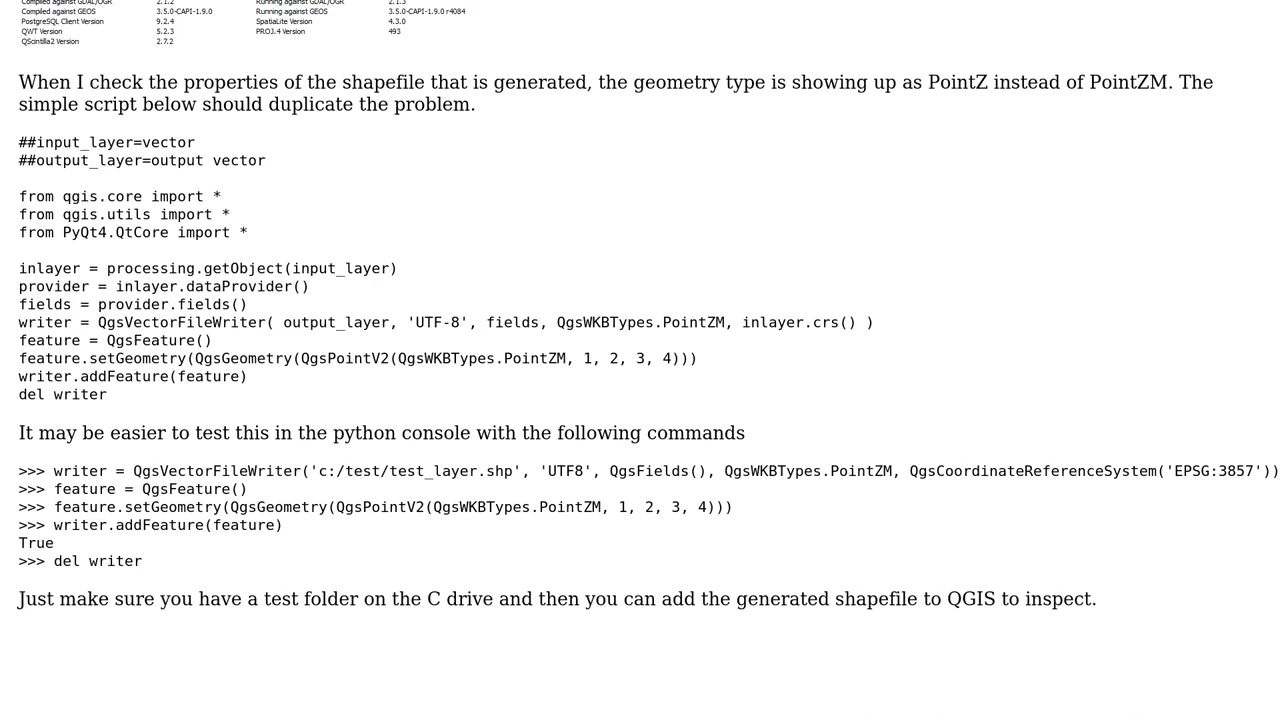 Compiled against GDAL/OGR 2.1.2 Running against GDAL/OGR 2.1.3
Compiled against GEOS 3.5.0-CAPI-1.9.0 Running against GEOS 3.5.0-CAPI-1.9.0 r4084
PostgreSQL Client Version 9.2.4 SpatiaLite Version 4.3.0
QWT Version 5.2.3 PROJ.4 Version 493
QScintilla2 Version 2.7.2
When I check the properties of the shapefile that is generated, the geometry type is showing up as PointZ instead of PointZM. The
simple script below should duplicate the problem.
##input_layer=vector
##output_layer=output vector
from qgis.core import *
from qgis.utils import *
from PyQt4.QtCore import *
inlayer = processing.getObject(input_layer)
provider = inlayer.dataProvider()
fields = provider.fields()
writer = QgsVectorFileWriter( output_layer, 'UTF-8', fields, QgsWKBTypes.PointZM, inlayer.crs() )
feature = QgsFeature()
feature.setGeometry(QgsGeometry(QgsPointV2(QgsWKBTypes.PointZM, 1, 2, 3, 4)))
writer.addFeature(feature)
del writer
It may be easier to test this in the python console with the following commands
>>> writer = QgsVectorFileWriter('c:/test/test_layer.shp', 'UTF8', QgsFields(), QgsWKBTypes.PointZM, QgsCoordinateReferenceSystem('EPSG:3857'))
>>> feature = QgsFeature()
>>> feature.setGeometry(QgsGeometry(QgsPointV2(QgsWKBTypes.PointZM, 1, 2, 3, 4)))
>>> writer.addFeature(feature)
True
>>> del writer
Just make sure you have a test folder on the C drive and then you can add the generated shapefile to QGIS to inspect.